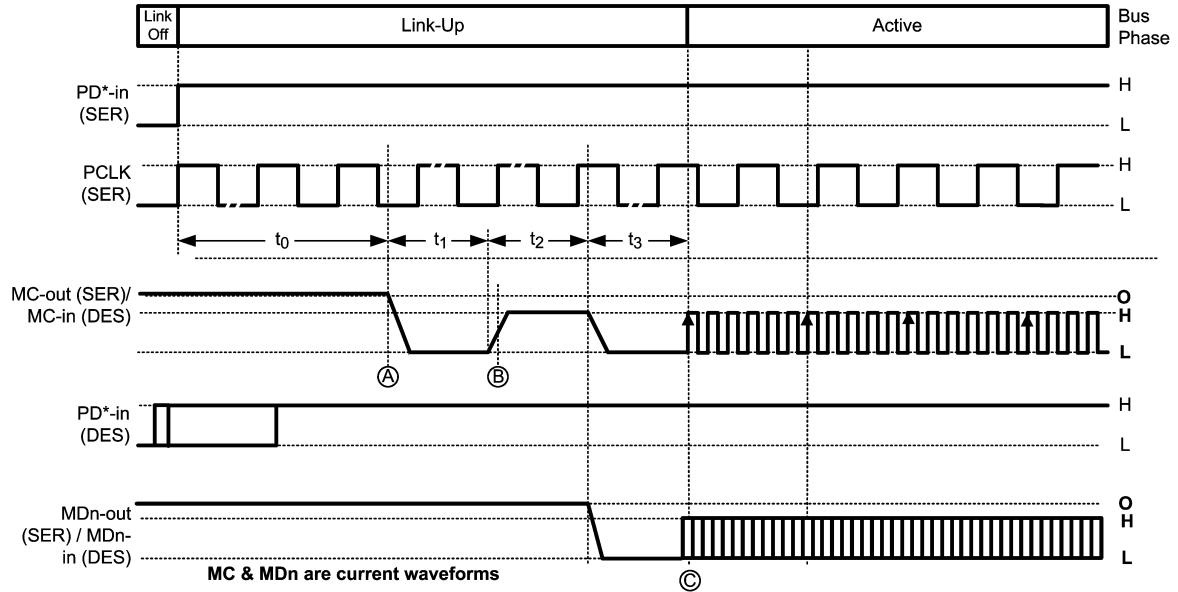 Link
Off
Link-Up
Active
Bus
Phase
PD*-in
(SER)
H
L
PCLK
(SER)
H
L
t0
t1
t2
t3
MC-out (SER)/
MC-in (DES)
O
H
L
A
B
PD*-in
(DES)
H
L
MDn-out
(SER) / MDn-
in (DES)
O
H
L
MC & MDn are current waveforms
C